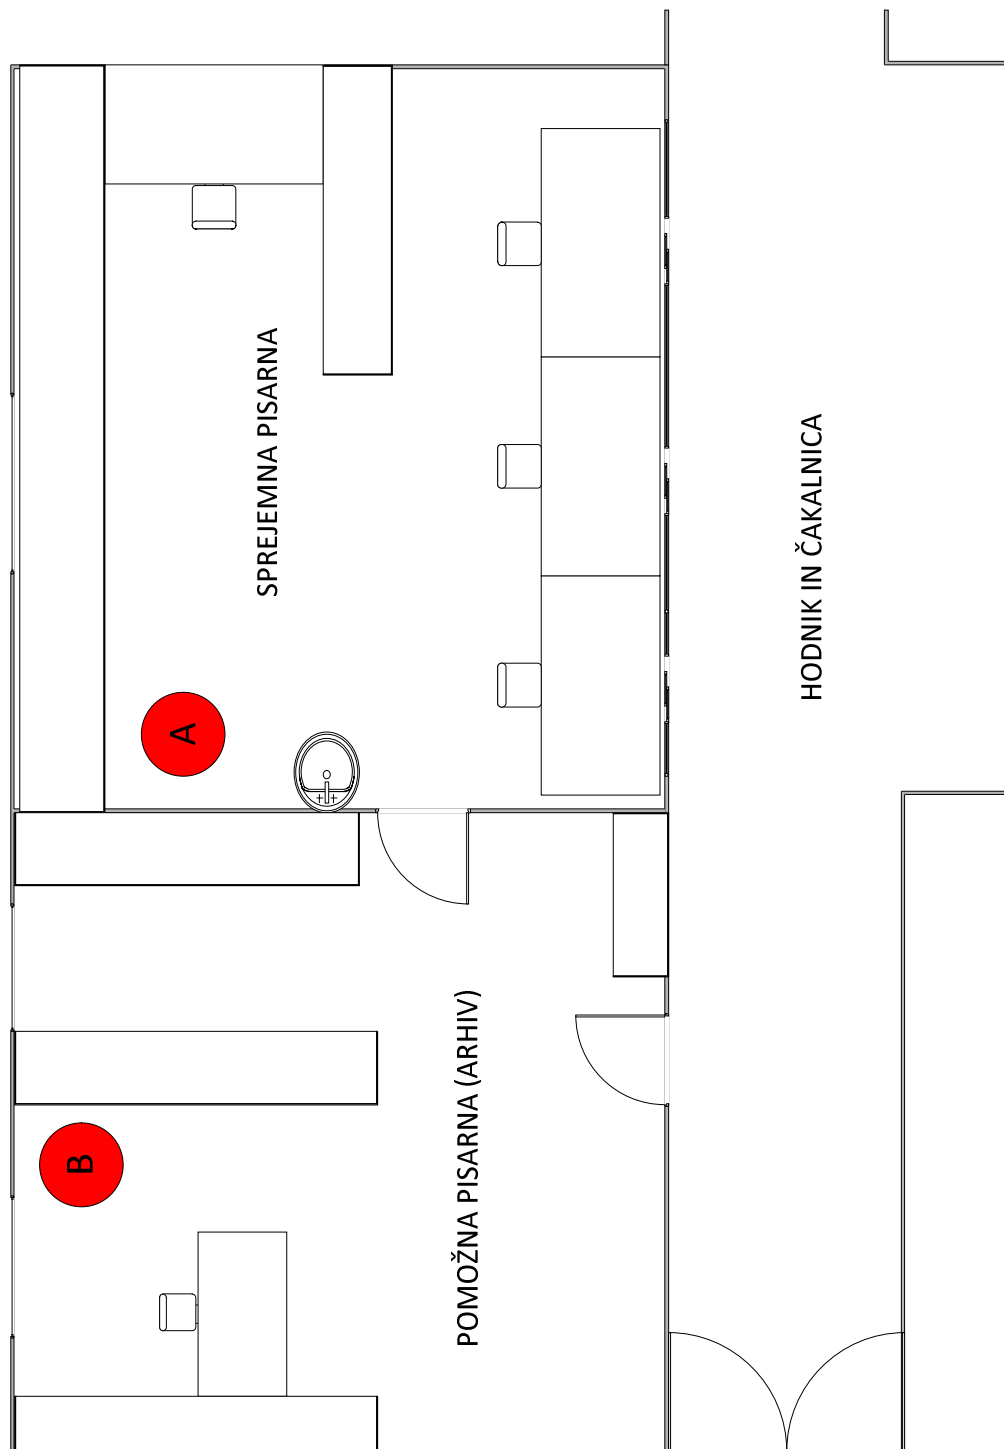 SPREJEMNA PISARNA
HODNIK IN ČAKALNICA
A
POMOŽNA PISARNA (ARHIV)
B